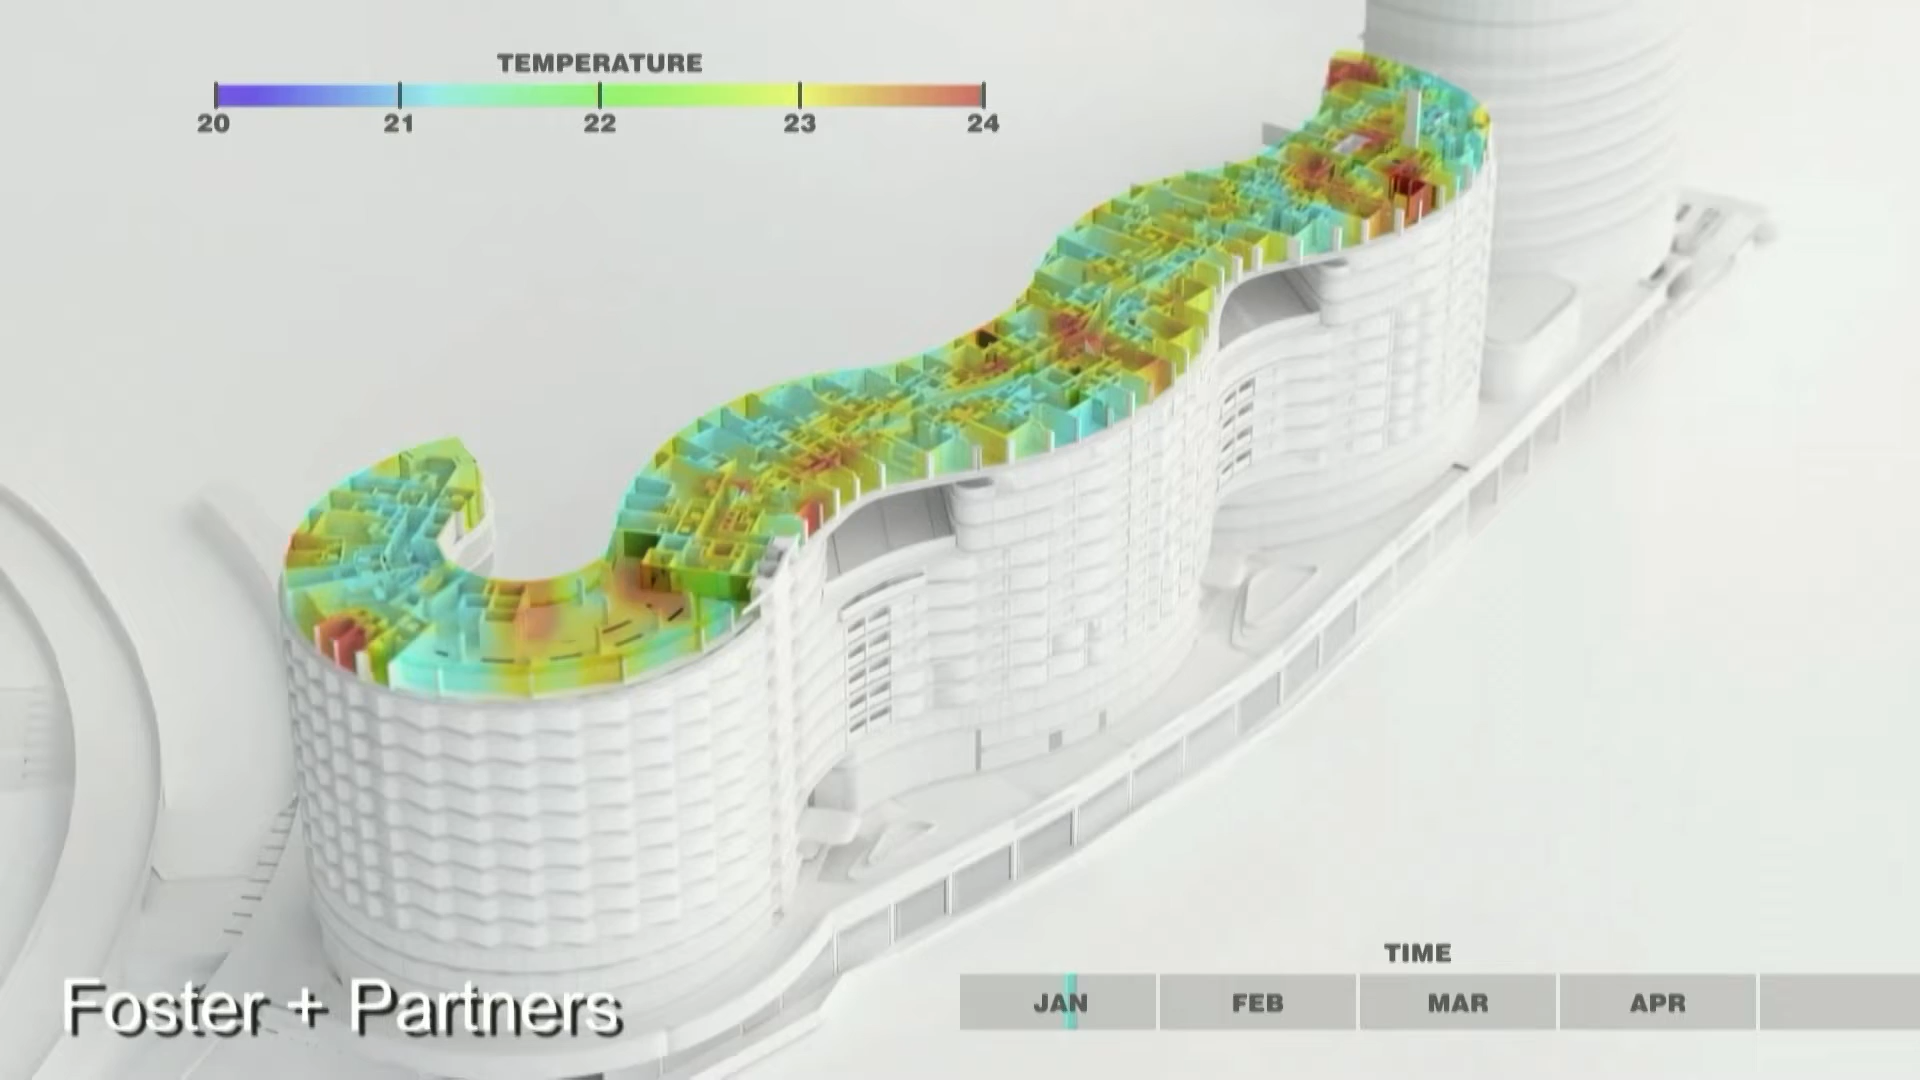 TEMPERATURE
20 21 22 23 24
TIME
JAN FEB MAR APR
Foster + Partners